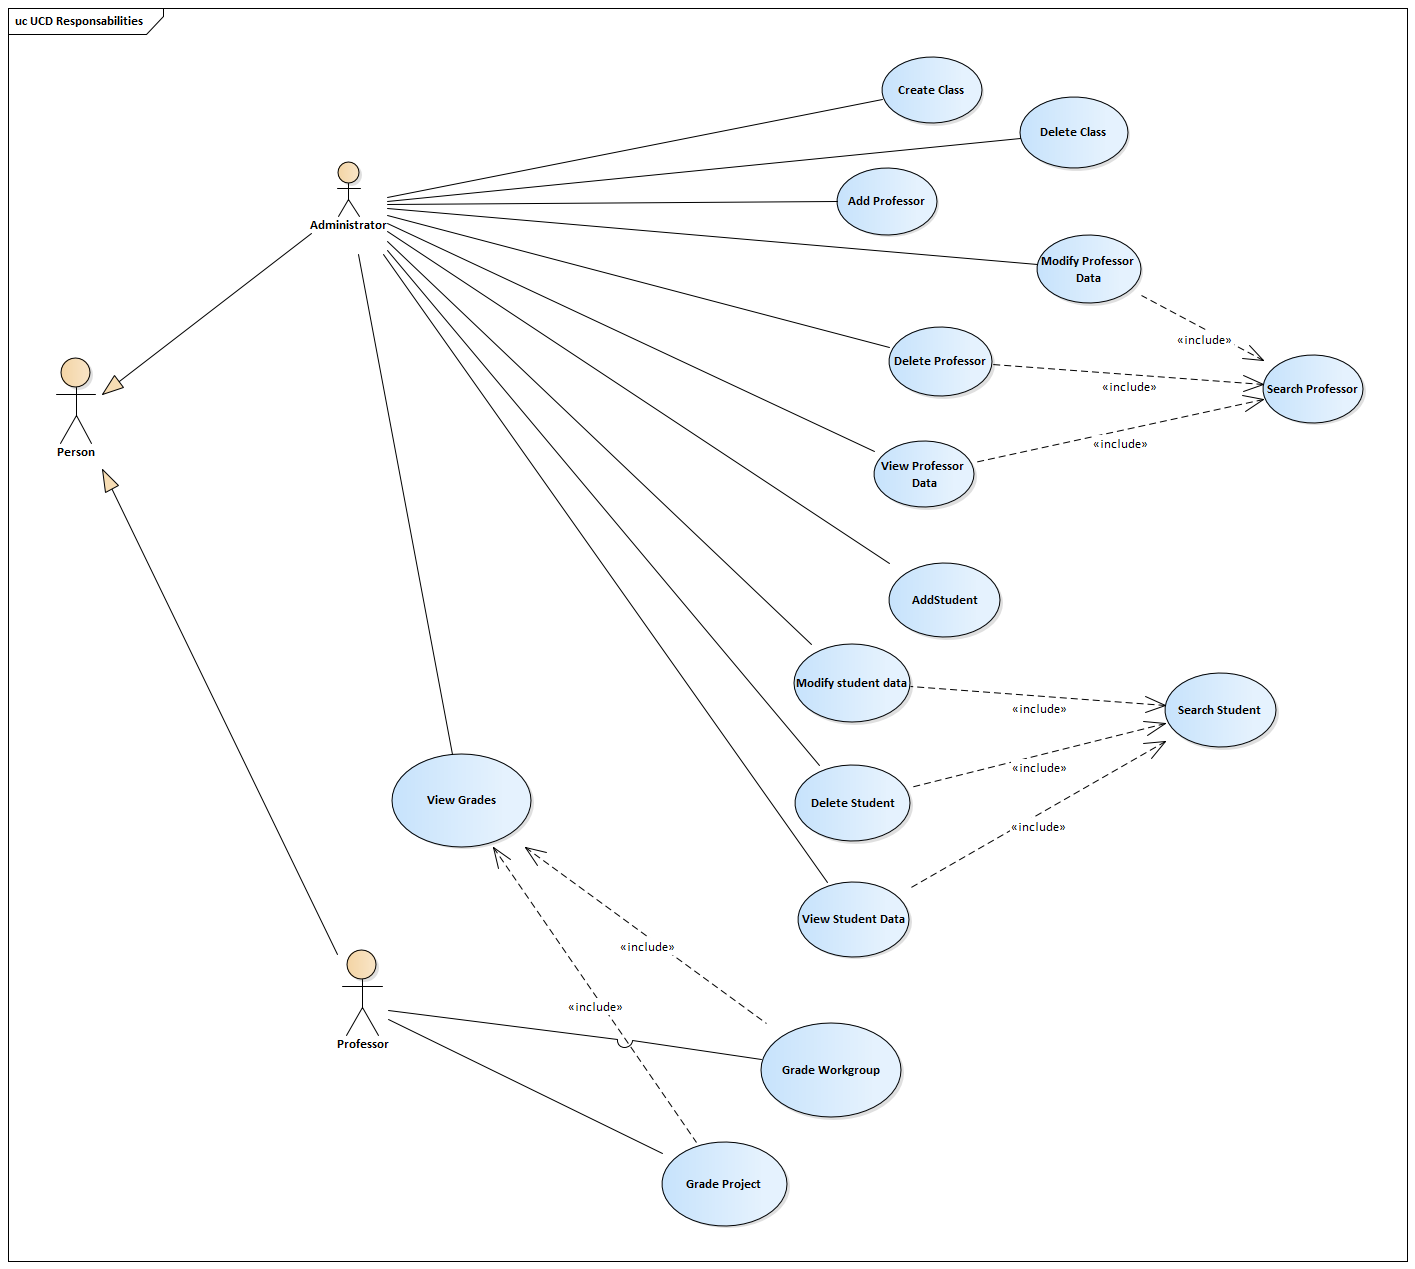 uc UCD Responsabilities
Create Class
Delete Class
Administrator
Add Professor
Modify Professor
Data
«include»
Delete Professor
«include»
Search Professor
Person
«include»
View Professor
Data
AddStudent
Modify student data
«include»
Search Student
View Grades
Delete Student
«include»
«include»
View Student Data
«include»
«include»
Professor
Grade Workgroup
Grade Project